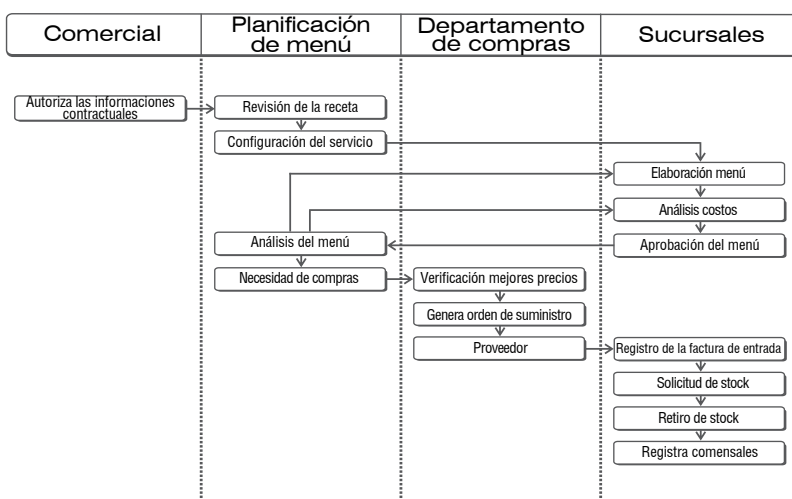 Comercial
Planificación
de menú
Departamento
de compras
Sucursales
Autoriza las informaciones
contractuales
Revisión de la receta
Configuración del servicio
Elaboración menú
Análisis costos
Análisis del menú
Aprobación del menú
Necesidad de compras
Verificación mejores precios
Genera orden de suministro
Proveedor
Registro de la factura de entrada
Solicitud de stock
Retiro de stock
Registra comensales